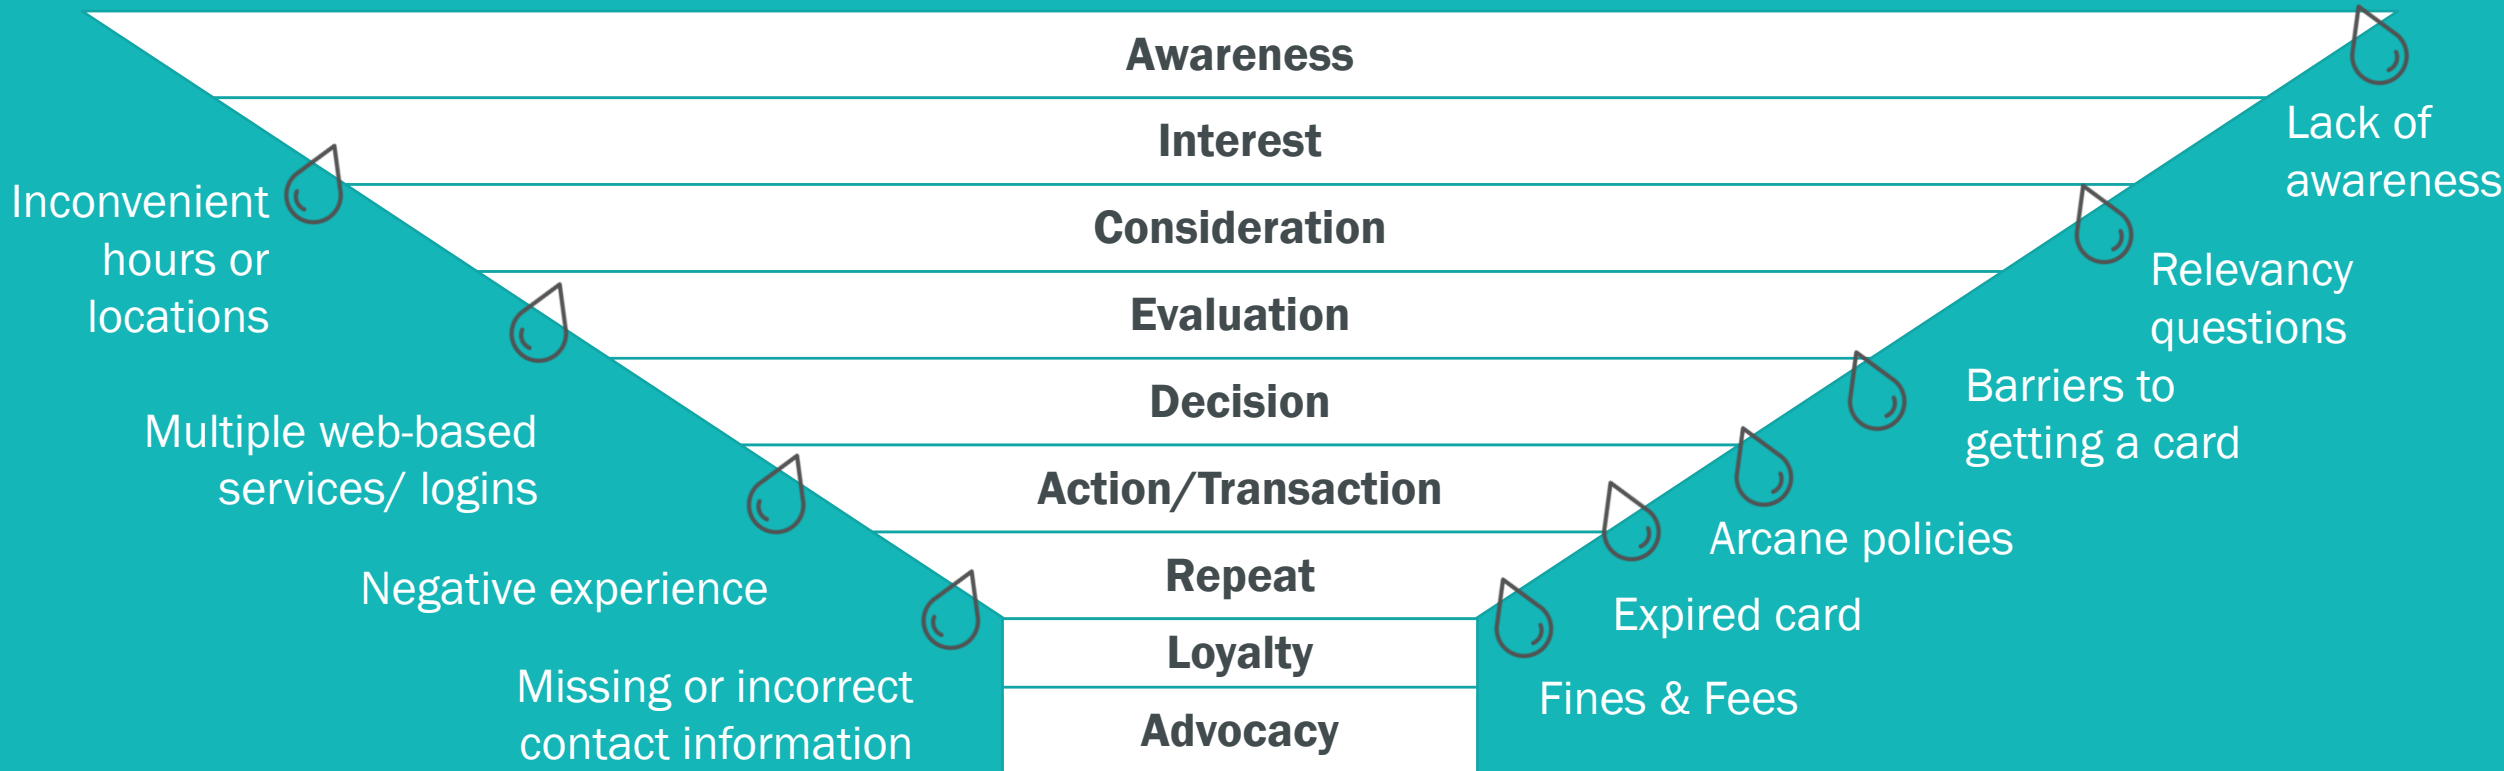 Awareness
Interest
Consideration
Evaluation
Decision
Action/Transaction
Repeat
Loyalty
Advocacy
Inconvenient
hours or
locations
Multiple web-based
services/ logins
Negative experience
Missing or incorrect
contact information
Lack of
awareness
Relevancy
questions
Barriers to
getting a card
Arcane policies
Expired card
Fines & Fees